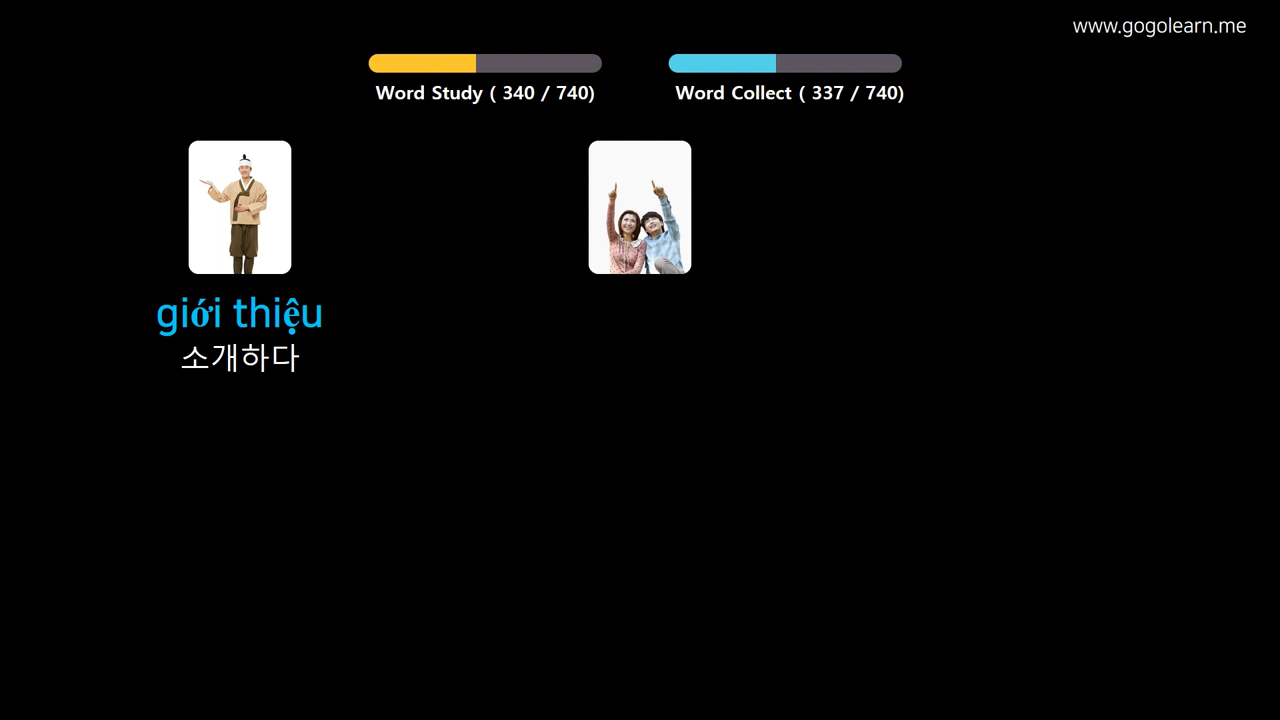 www.gogolearn.me
Word Study ( 340 / 740)
Word Collect ( 337 / 740)
giới thiệu
소개하다